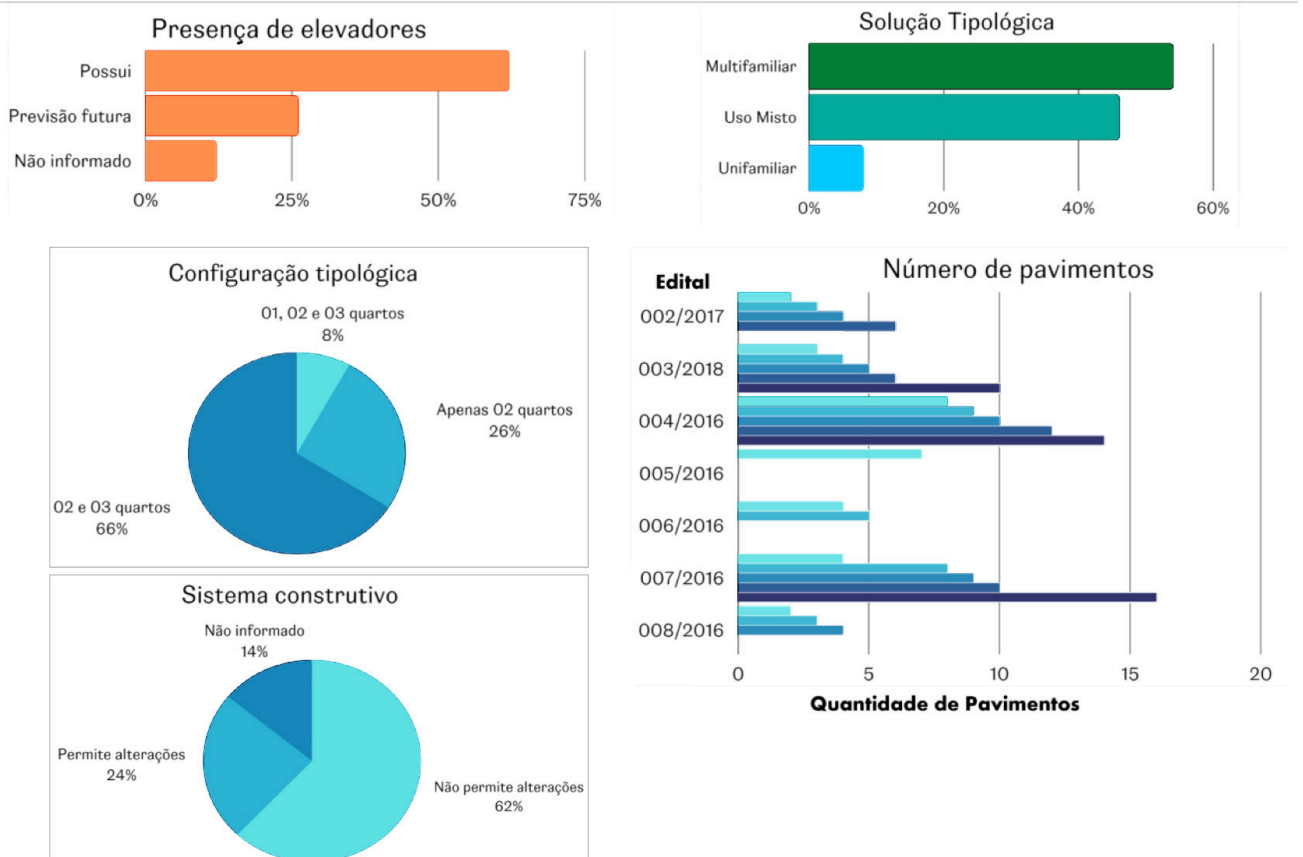 Presença de elevadores
Possui
Previsão futura
Não informado
0%
25%
50%
75%
Solução Tipológica
Multifamiliar
Uso Misto
Unifamiliar
0%
20%
40%
60%
Configuração tipológica
01, 02 e 03 quartos
8%
Apenas 02 quartos
26%
02 e 03 quartos
66%
Sistema construtivo
Não informado
14%
Permite alterações
24%
Não permite alterações
62%
Número de pavimentos
Edital
002/2017
003/2018
004/2016
005/2016
006/2016
007/2016
008/2016
0
5
10
15
20
Quantidade de Pavimentos